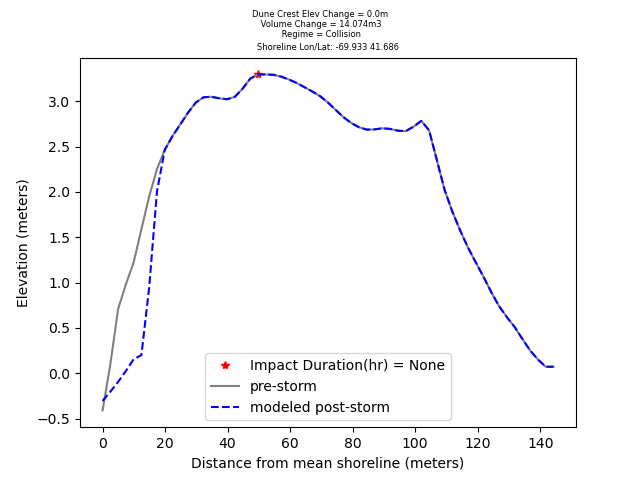 Dune Crest Elev Change = 0.0m
Volume Change = 14.074m3
Regime = Collision
Shoreline Lon/Lat: -69.933 41.686
3.0
2.5
2.0
1.5
1.0
0.5
0.0
−0.5
Elevation (meters)
Impact Duration(hr) = None
pre-storm
modeled post-storm
0 20 40 60 80 100 120 140
Distance from mean shoreline (meters)